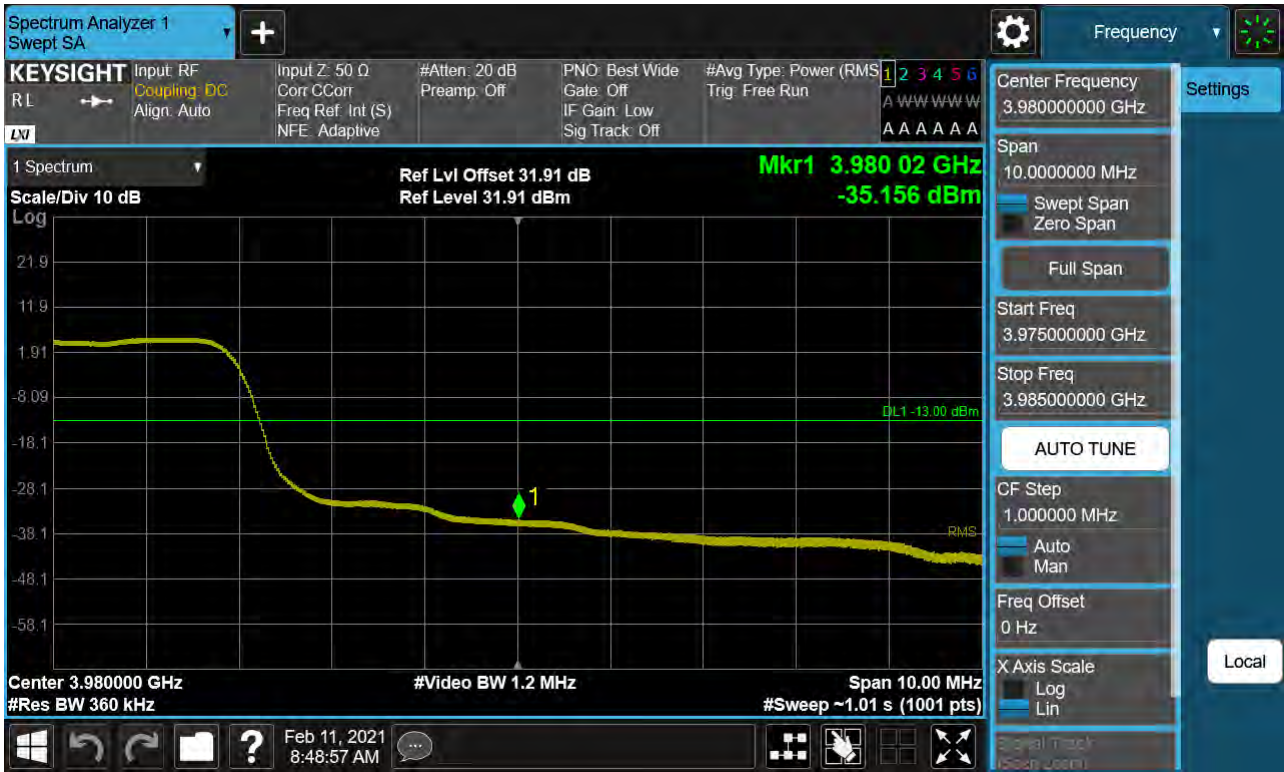 Spectrum Analyzer 1
Swept SA
+
Frequency
KEYSIGHT
RL
LXI
Input: RF
Coupling: DC
Align: Auto
Input Z: 50 Ω
Corr CCorr
Freq Ref: Int (S)
NFE: Adaptive
#Atten: 20 dB
Preamp: Off
PNO: Best Wide
Gate: Off
IF Gain: Low
Sig Track: Off
#Avg Type: Power (RMS
Trig: Free Run
1 2 3 4 5 6
A W W W W W
A A A A A A
1 Spectrum
Scale/Div 10 dB
Log
Ref Lvl Offset 31.91 dB
Ref Level 31.91 dBm
Mkr1 3.980 02 GHz
-35.156 dBm
21.9
11.9
1.91
-8.09
DL1 -13.00 dBm
-18.1
-28.1
1
-38.1
RMS
-48.1
-58.1
Center 3.980000 GHz
#Res BW 360 kHz
#Video BW 1.2 MHz
Span 10.00 MHz
#Sweep ~1.01 s (1001 pts)
Center Frequency
3.980000000 GHz
Settings
Span
10.0000000 MHz
Swept Span
Zero Span
Full Span
Start Freq
3.975000000 GHz
Stop Freq
3.985000000 GHz
AUTO TUNE
CF Step
1.000000 MHz
Auto
Man
Freq Offset
0 Hz
X Axis Scale
Log
Lin
Local
Signal Track
(Span Zoom)
?
Feb 11, 2021
8:48:57 AM